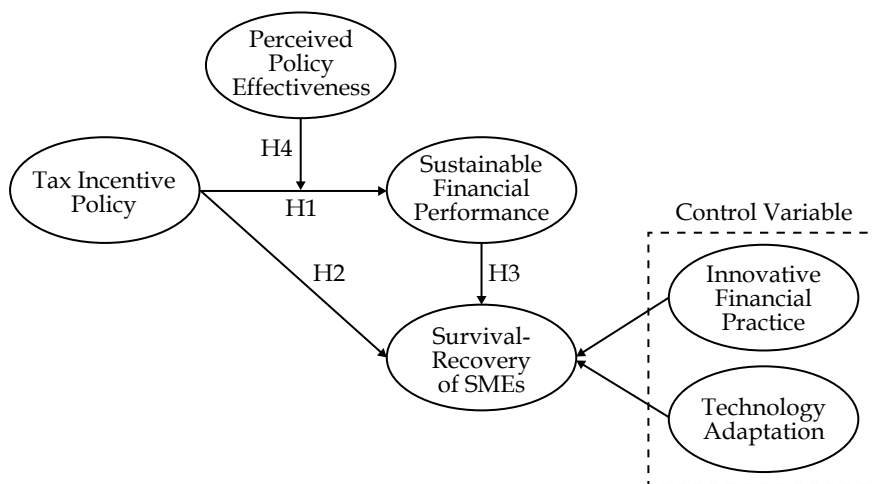 Perceived
Policy
Effectiveness
H4
Tax Incentive
Policy
H1
Sustainable
Financial
Performance
H2
H3
Control Variable
Innovative
Financial
Practice
Survival-
Recovery
of SMEs
Technology
Adaptation